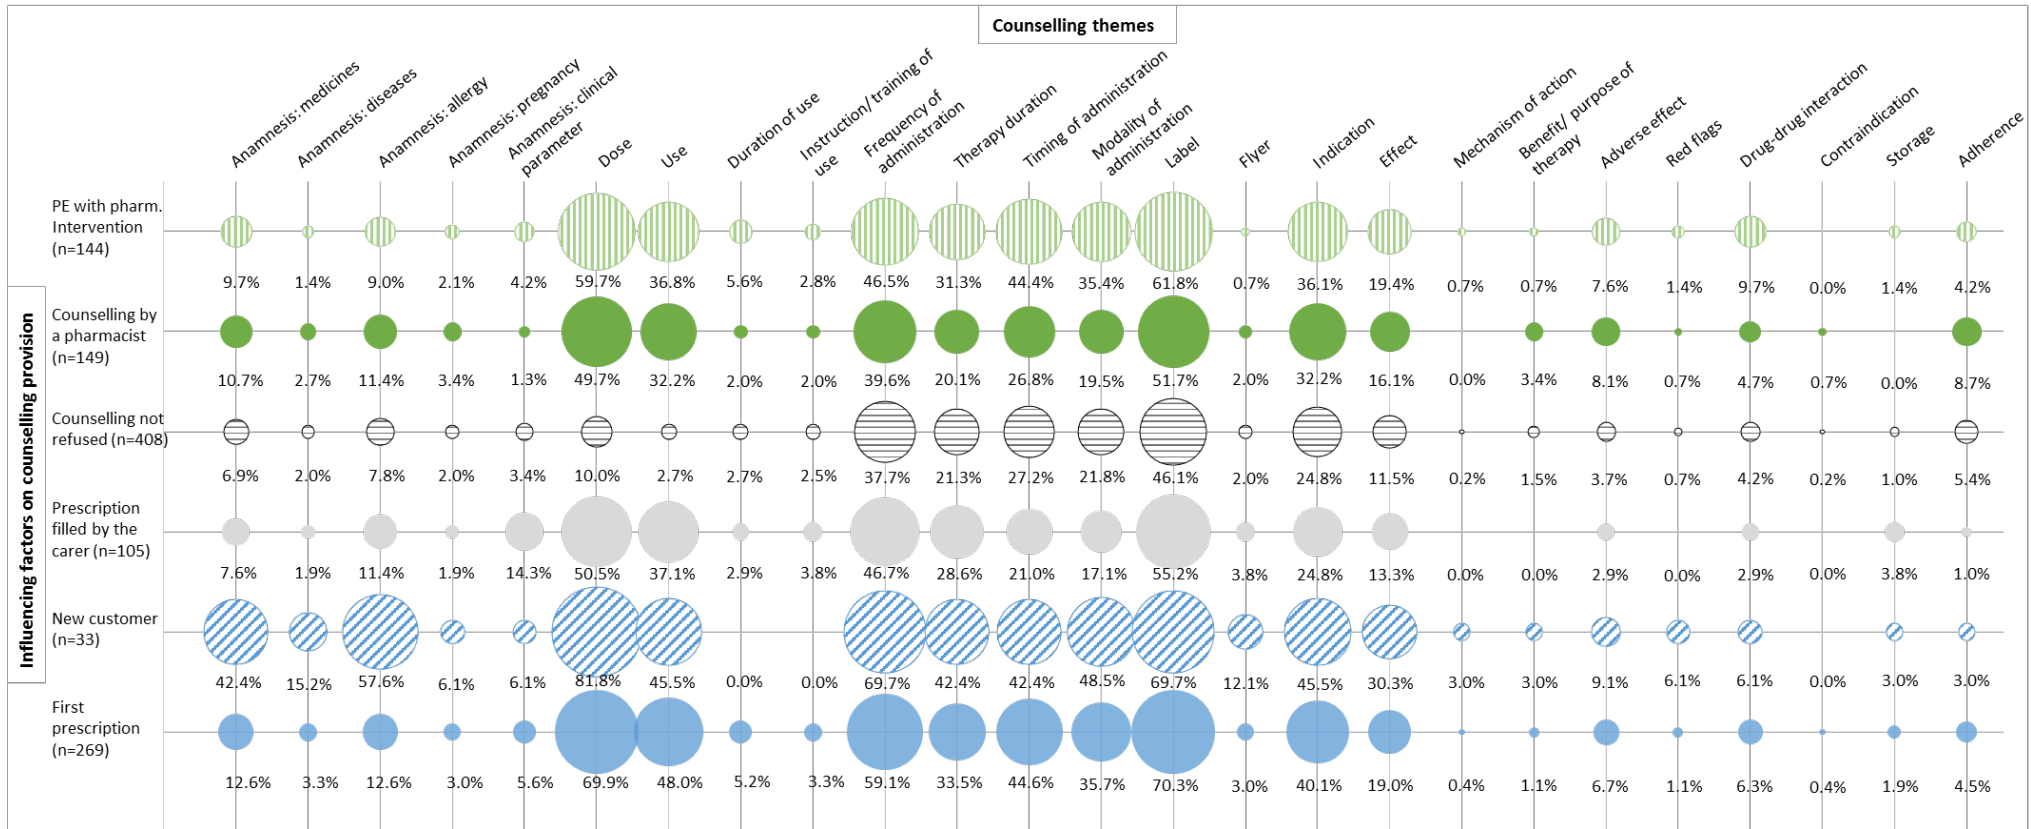 Counselling themes
Anamnesis: medicines
Anamnesis: diseases
Anamnesis: allergy
Anamnesis: pregnancy
Anamnesis: clinical
parameter
Dose
Use
Duration of use
Instruction/ training of
use
Frequency of
administration
Therapy duration
Timing of administration
Modality of
administration
Label
Flyer
Indication
Effect
Mechanism of action
Benefit/ purpose of
therapy
Adverse effect
Red flags
Drug-drug interaction
Contraindication
Storage
Adherence
Influencing factors on counselling provision
PE with pharm.
Intervention
(n=144)
9.7% 1.4% 9.0% 2.1% 4.2% 59.7% 36.8% 5.6% 2.8% 46.5% 31.3% 44.4% 35.4% 61.8% 0.7% 36.1% 19.4% 0.7% 0.7% 7.6% 1.4% 9.7% 0.0% 1.4% 4.2%
Counselling by
a pharmacist
(n=149)
10.7% 2.7% 11.4% 3.4% 1.3% 49.7% 32.2% 2.0% 2.0% 39.6% 20.1% 26.8% 19.5% 51.7% 2.0% 32.2% 16.1% 0.0% 3.4% 8.1% 0.7% 4.7% 0.7% 0.0% 8.7%
Counselling not
refused (n=408)
6.9% 2.0% 7.8% 2.0% 3.4% 10.0% 2.7% 2.7% 2.5% 37.7% 21.3% 27.2% 21.8% 46.1% 2.0% 24.8% 11.5% 0.2% 1.5% 3.7% 0.7% 4.2% 0.2% 1.0% 5.4%
Prescription
filled by the
carer (n=105)
7.6% 1.9% 11.4% 1.9% 14.3% 50.5% 37.1% 2.9% 3.8% 46.7% 28.6% 21.0% 17.1% 55.2% 3.8% 24.8% 13.3% 0.0% 0.0% 2.9% 0.0% 2.9% 0.0% 3.8% 1.0%
New customer
(n=33)
42.4% 15.2% 57.6% 6.1% 6.1% 81.8% 45.5% 0.0% 0.0% 69.7% 42.4% 42.4% 48.5% 69.7% 12.1% 45.5% 30.3% 3.0% 3.0% 9.1% 6.1% 6.1% 0.0% 3.0% 3.0%
First
prescription
(n=269)
12.6% 3.3% 12.6% 3.0% 5.6% 69.9% 48.0% 5.2% 3.3% 59.1% 33.5% 44.6% 35.7% 70.3% 3.0% 40.1% 19.0% 0.4% 1.1% 6.7% 1.1% 6.3% 0.4% 1.9% 4.5%